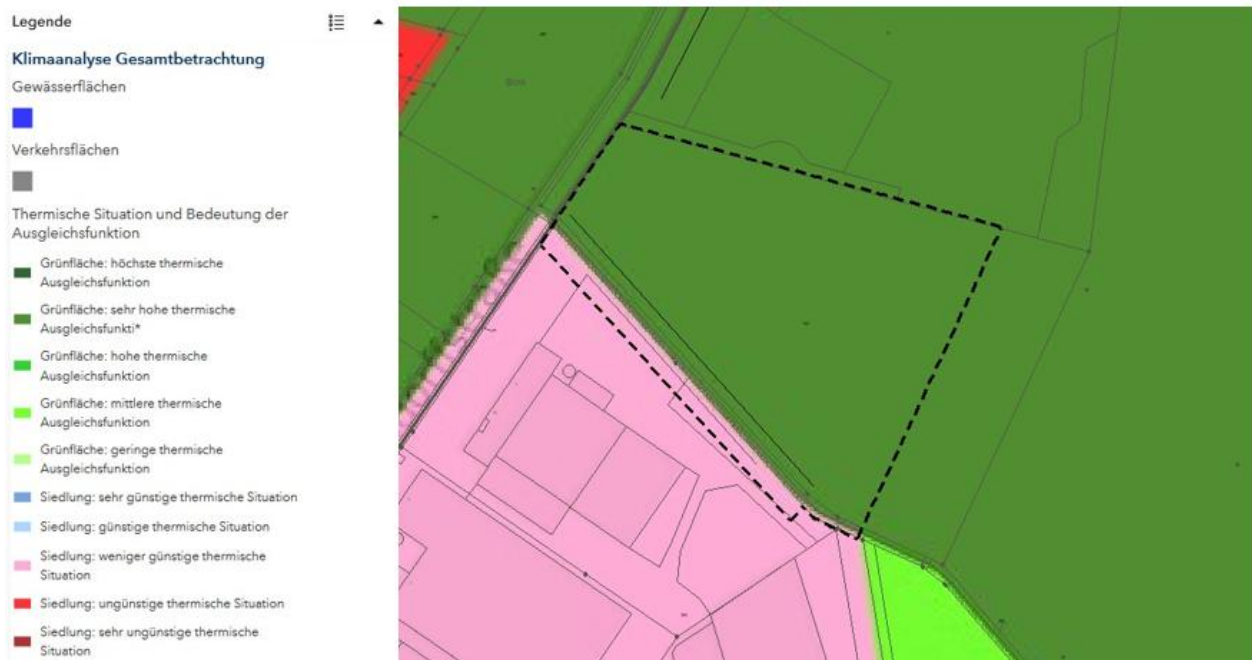 Legende
Klimaanalyse Gesamtbetrachtung
Gewässerflächen
Verkehrsflächen
Thermische Situation und Bedeutung der
Ausgleichsfunktion
Grünfläche: höchste thermische
Ausgleichsfunktion
Grünfläche: sehr hohe thermische
Ausgleichsfunkti*
Grünfläche: hohe thermische
Ausgleichsfunktion
Grünfläche: mittlere thermische
Ausgleichsfunktion
Grünfläche: geringe thermische
Ausgleichsfunktion
Siedlung: sehr günstige thermische Situation
Siedlung: günstige thermische Situation
Siedlung: weniger günstige thermische
Situation
Siedlung: ungünstige thermische Situation
Siedlung: sehr ungünstige thermische
Situation